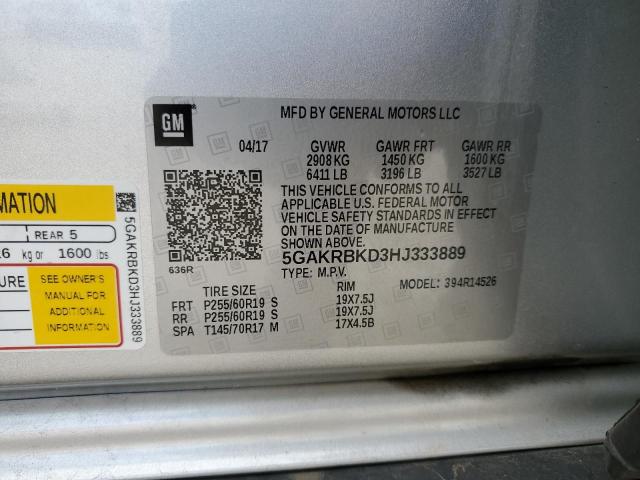 MATION
REAR 5
kg or 1600 lbs
SEE OWNER'S
MANUAL FOR
ADDITIONAL
INFORMATION
5GAKRBKD3HJ333889
GM
MFD BY GENERAL MOTORS LLC
04/17 GVWR GAWR FRT GAWR RR
2908 KG 1450 KG 1600 KG
6411 LB 3196 LB 3527 LB
THIS VEHICLE CONFORMS TO ALL
APPLICABLE U.S. FEDERAL MOTOR
VEHICLE SAFETY STANDARDS IN EFFECT
ON THE DATE OF MANUFACTURE
SHOWN ABOVE.
636R
5GAKRBKD3HJ333889
TYPE: M.P.V. MODEL: 394R14526
TIRE SIZE RIM
FRT P255/60R19 S 19X7.5J
RR P255/60R19 S 19X7.5J
SPA T145/70R17 M 17X4.5B